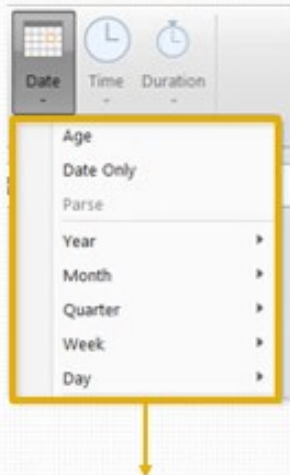 Date Time Duration
Age
Date Only
Parse
Year
Month
Quarter
Week
Day